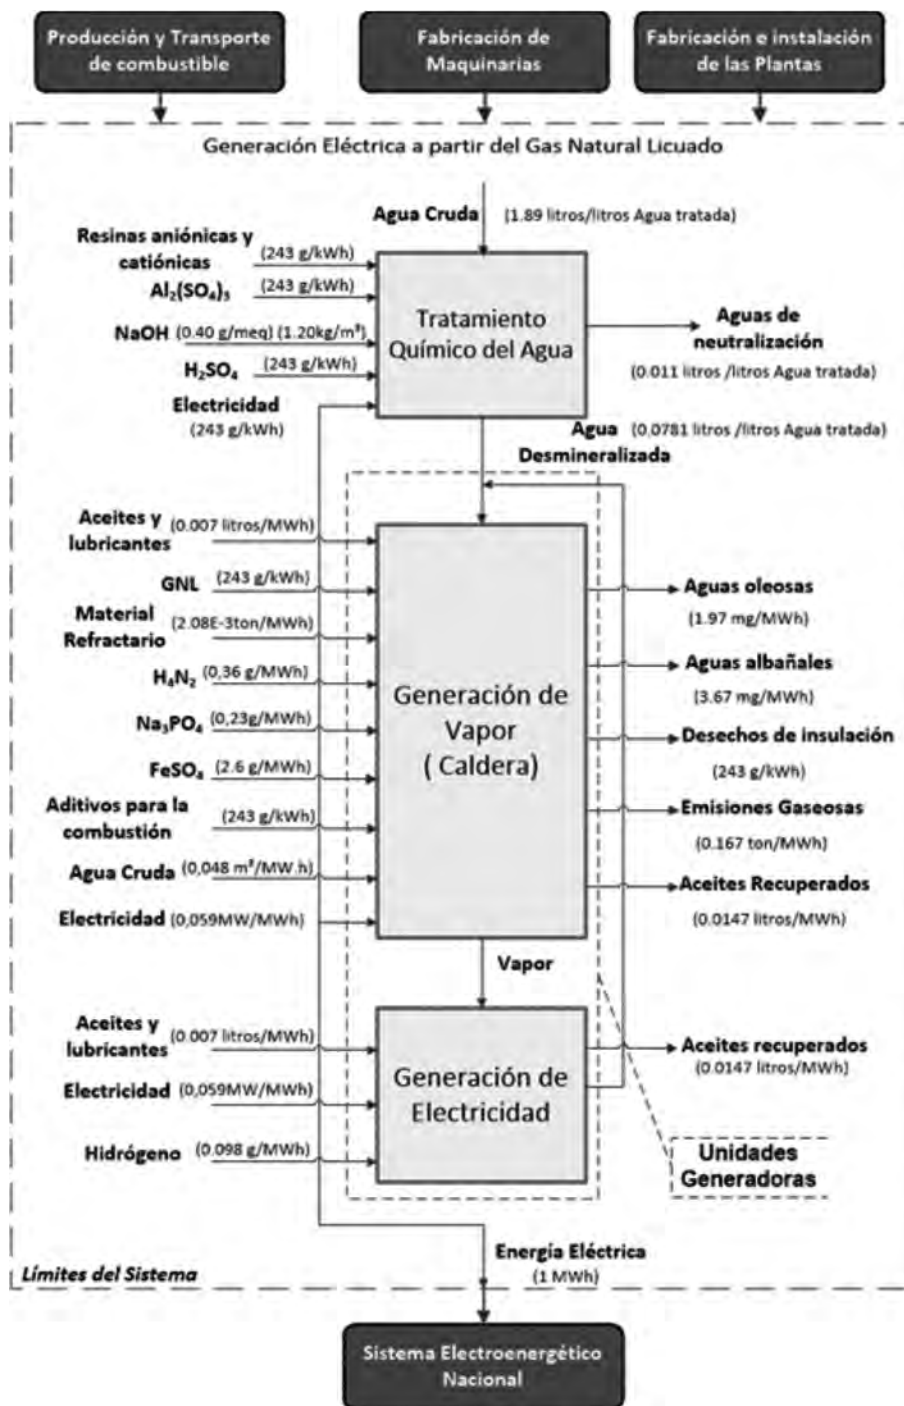 Producción y Transporte
de combustible
Fabricación de
Maquinarias
Fabricación e instalación
de las Plantas
Generación Eléctrica a partir del Gas Natural Licuado
Agua Cruda (1.89 litros/litros Agua tratada)
Resinas aniónicas y
catiónicas (243 g/kWh)
Al₂(SO₄)₃ (243 g/kWh)
NaOH (0.40 g/meq) (1.20kg/m³)
H₂SO₄ (243 g/kWh)
Electricidad
(243 g/kWh)
Tratamiento
Químico del Agua
Aguas de
neutralización
(0.011 litros /litros Agua tratada)
Agua (0,0781 litros /litros Agua tratada)
Desmineralizada
Aceites y (0.007 litros/MWh)
lubricantes
GNL (243 g/kWh)
Material
Refractario (2.08E-3ton/MWh)
H₄N₂ (0,36 g/MWh)
Na₃PO₄ (0,23g/MWh)
FeSO₄ (2.6 g/MWh)
Aditivos para la
combustión (243 g/kWh)
Agua Cruda (0,048 m³/MW.h)
Electricidad (0,059MW/MWh)
Generación de
Vapor
( Caldera)
Aguas oleosas
(1.97 mg/MWh)
Aguas albañales
(3.67 mg/MWh)
Desechos de insulación
(243 g/kWh)
Emisiones Gaseosas
(0.167 ton/MWh)
Aceites Recuperados
(0.0147 litros/MWh)
Vapor
Aceites y
lubricantes (0.007 litros/MWh)
Electricidad (0,059MW/MWh)
Hidrógeno (0.098 g/MWh)
Generación de
Electricidad
Aceites recuperados
(0.0147 litros/MWh)
Unidades
Generadoras
Energía Eléctrica
(1 MWh)
Límites del Sistema
Sistema Electroenergético
Nacional